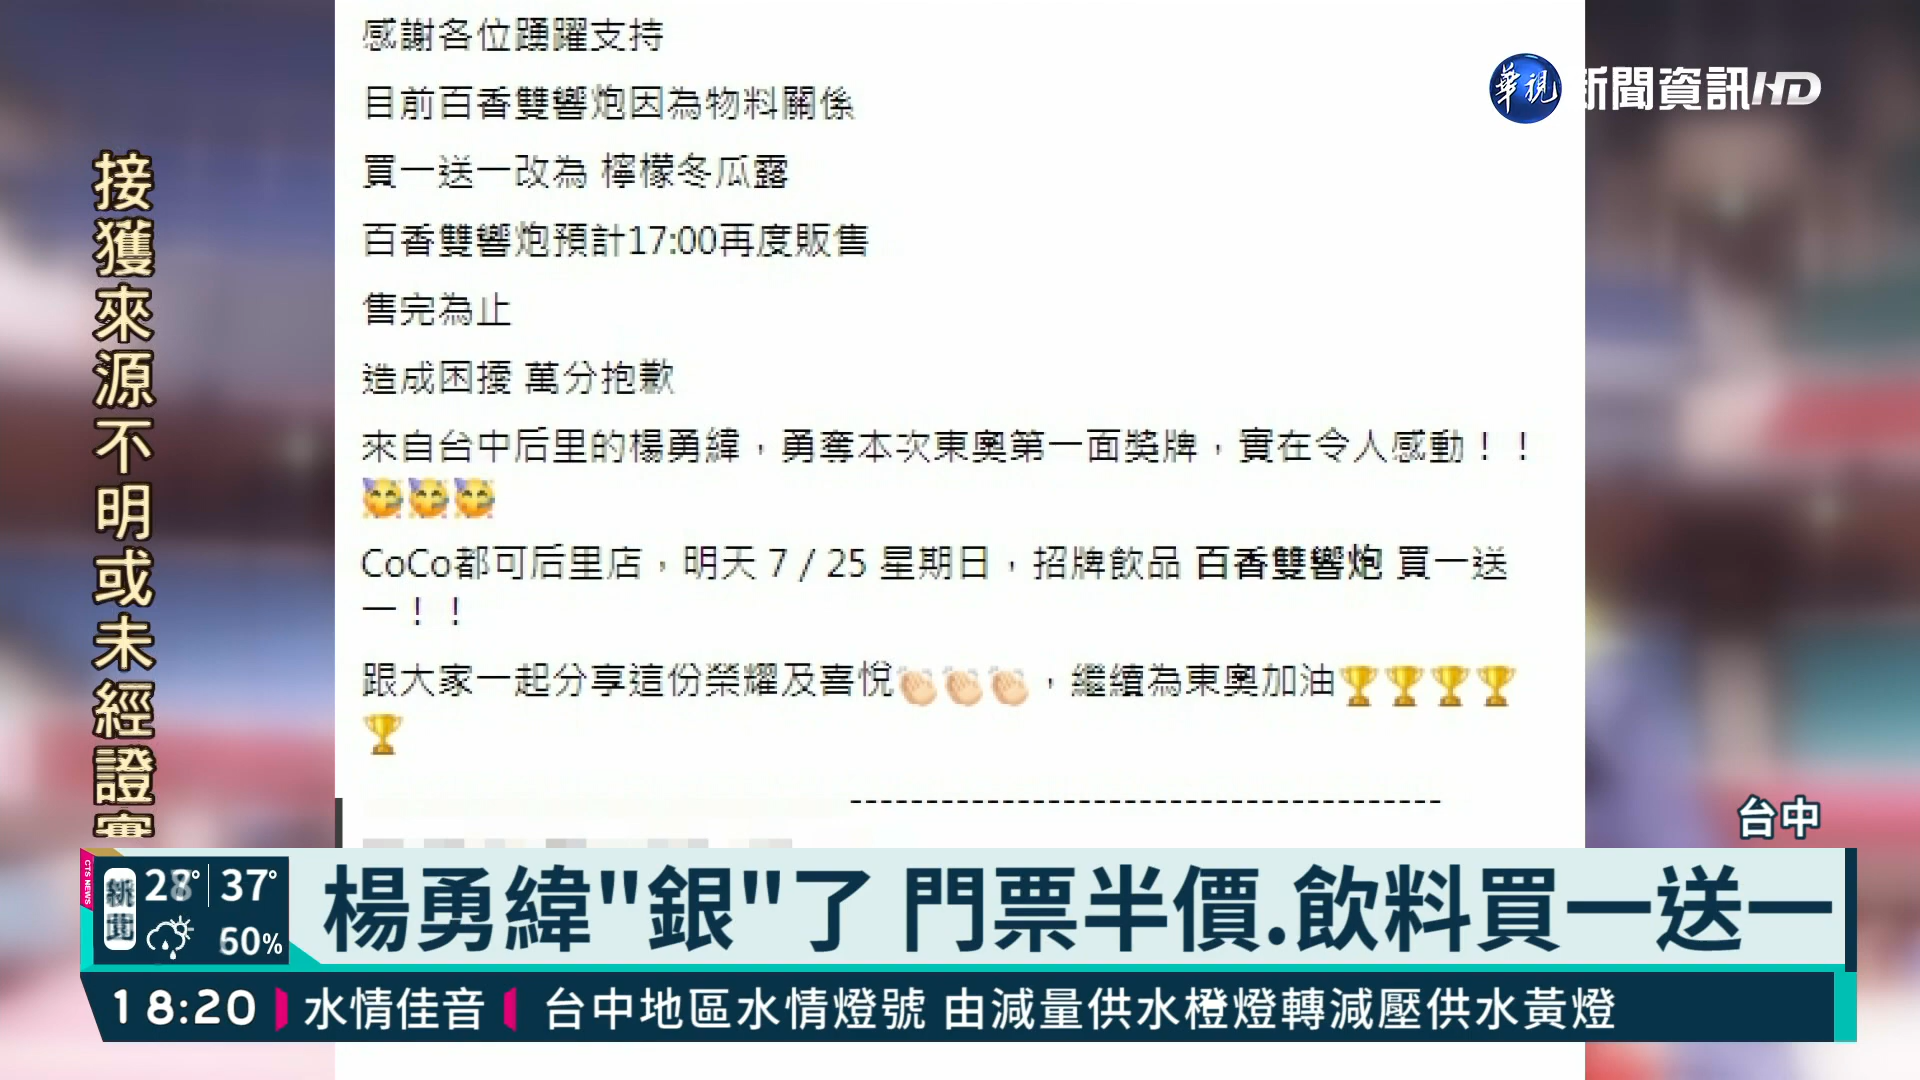 感謝各位踴躍支持
目前百香雙響炮因為物料關係
買一送一改為 檸檬冬瓜露
百香雙響炮預計17:00再度販售
售完為止
造成困擾 萬分抱歉
來自台中后里的楊勇緯，勇奪本次東奧第一面獎牌，實在令人感動！！
🥳🥳🥳
CoCo都可后里店，明天 7 / 25 星期日，招牌飲品 百香雙響炮 買一送
一！！
跟大家一起分享這份榮耀及喜悅👏🏻👏🏻👏🏻，繼續為東奧加油🏆🏆🏆🏆
🏆
---------------------------------------
華視 新聞資訊HD
接獲來源不明或未經證實
台中
CTS NEWS
28° 37°
60%
楊勇緯"銀"了 門票半價.飲料買一送一
18:20 水情佳音 台中地區水情燈號 由減量供水橙燈轉減壓供水黃燈